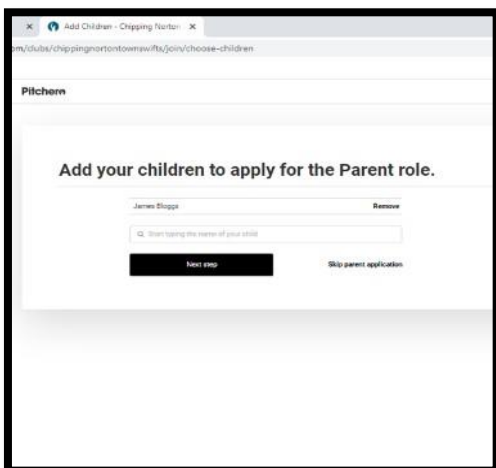 Add Children - Chipping Norton
om/clubs/chippingnortontownswifts/join/choose-children
Pitchero
Add your children to apply for the Parent role.
James Bloggs Remove
Start typing the name of your child
Next step Skip parent application